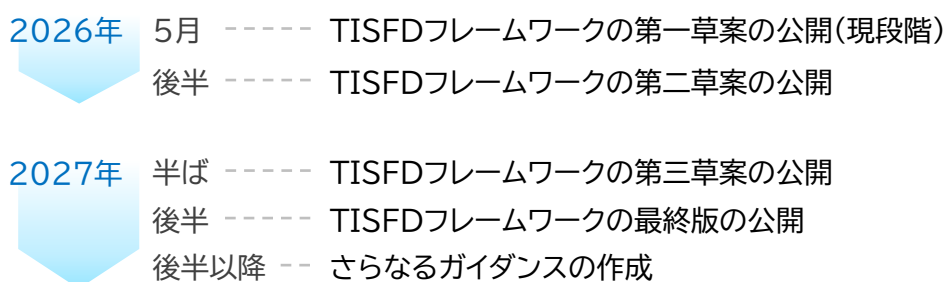 2026年 5月 ----- TISFDフレームワークの第一草案の公開(現段階)
後半 ----- TISFDフレームワークの第二草案の公開
2027年 半ば ----- TISFDフレームワークの第三草案の公開
後半 ----- TISFDフレームワークの最終版の公開
後半以降 -- さらなるガイダンスの作成